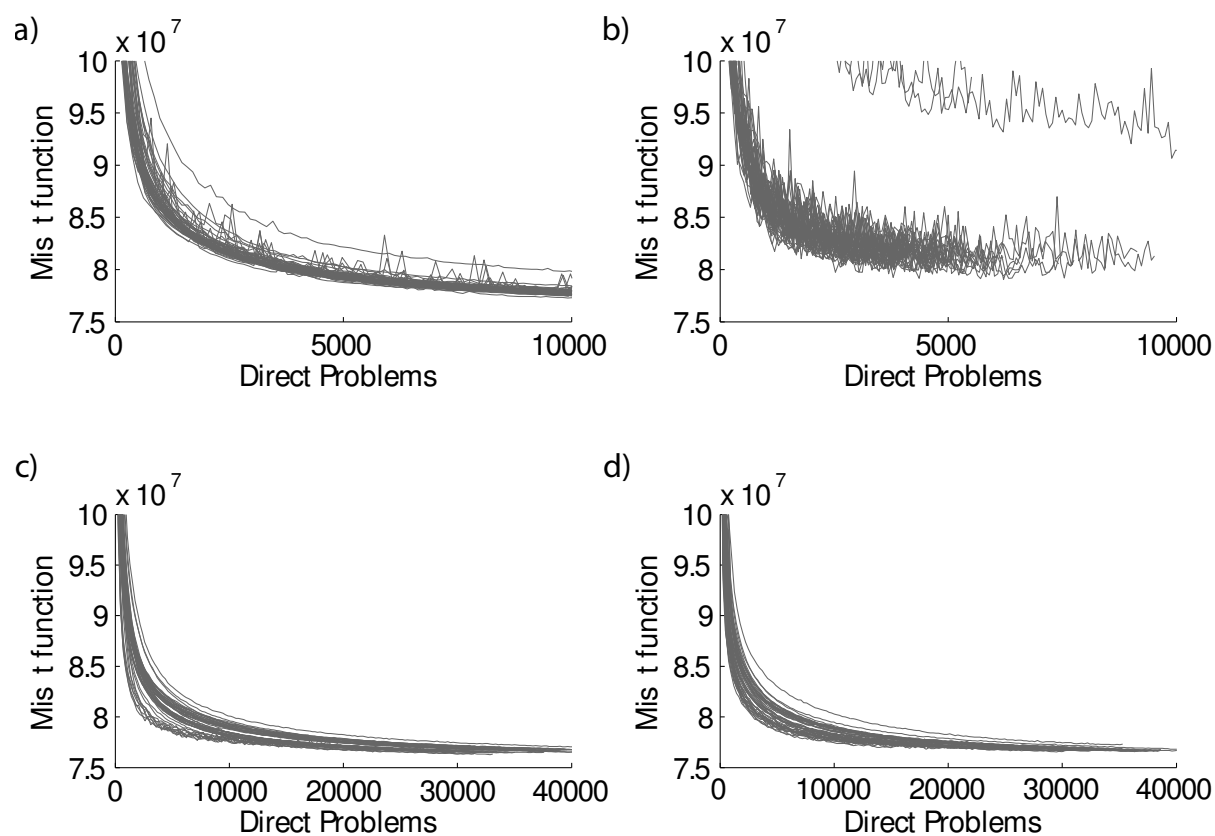 a)
x 10 7
10
9.5
9
8.5
8
7.5
Mis t function
0 5000 10000
Direct Problems
b)
x 10 7
10
9.5
9
8.5
8
7.5
Mis t function
0 5000 10000
Direct Problems
c)
x 10 7
10
9.5
9
8.5
8
7.5
Mis t function
0 10000 20000 30000 40000
Direct Problems
d)
x 10 7
10
9.5
9
8.5
8
7.5
Mis t function
0 10000 20000 30000 40000
Direct Problems